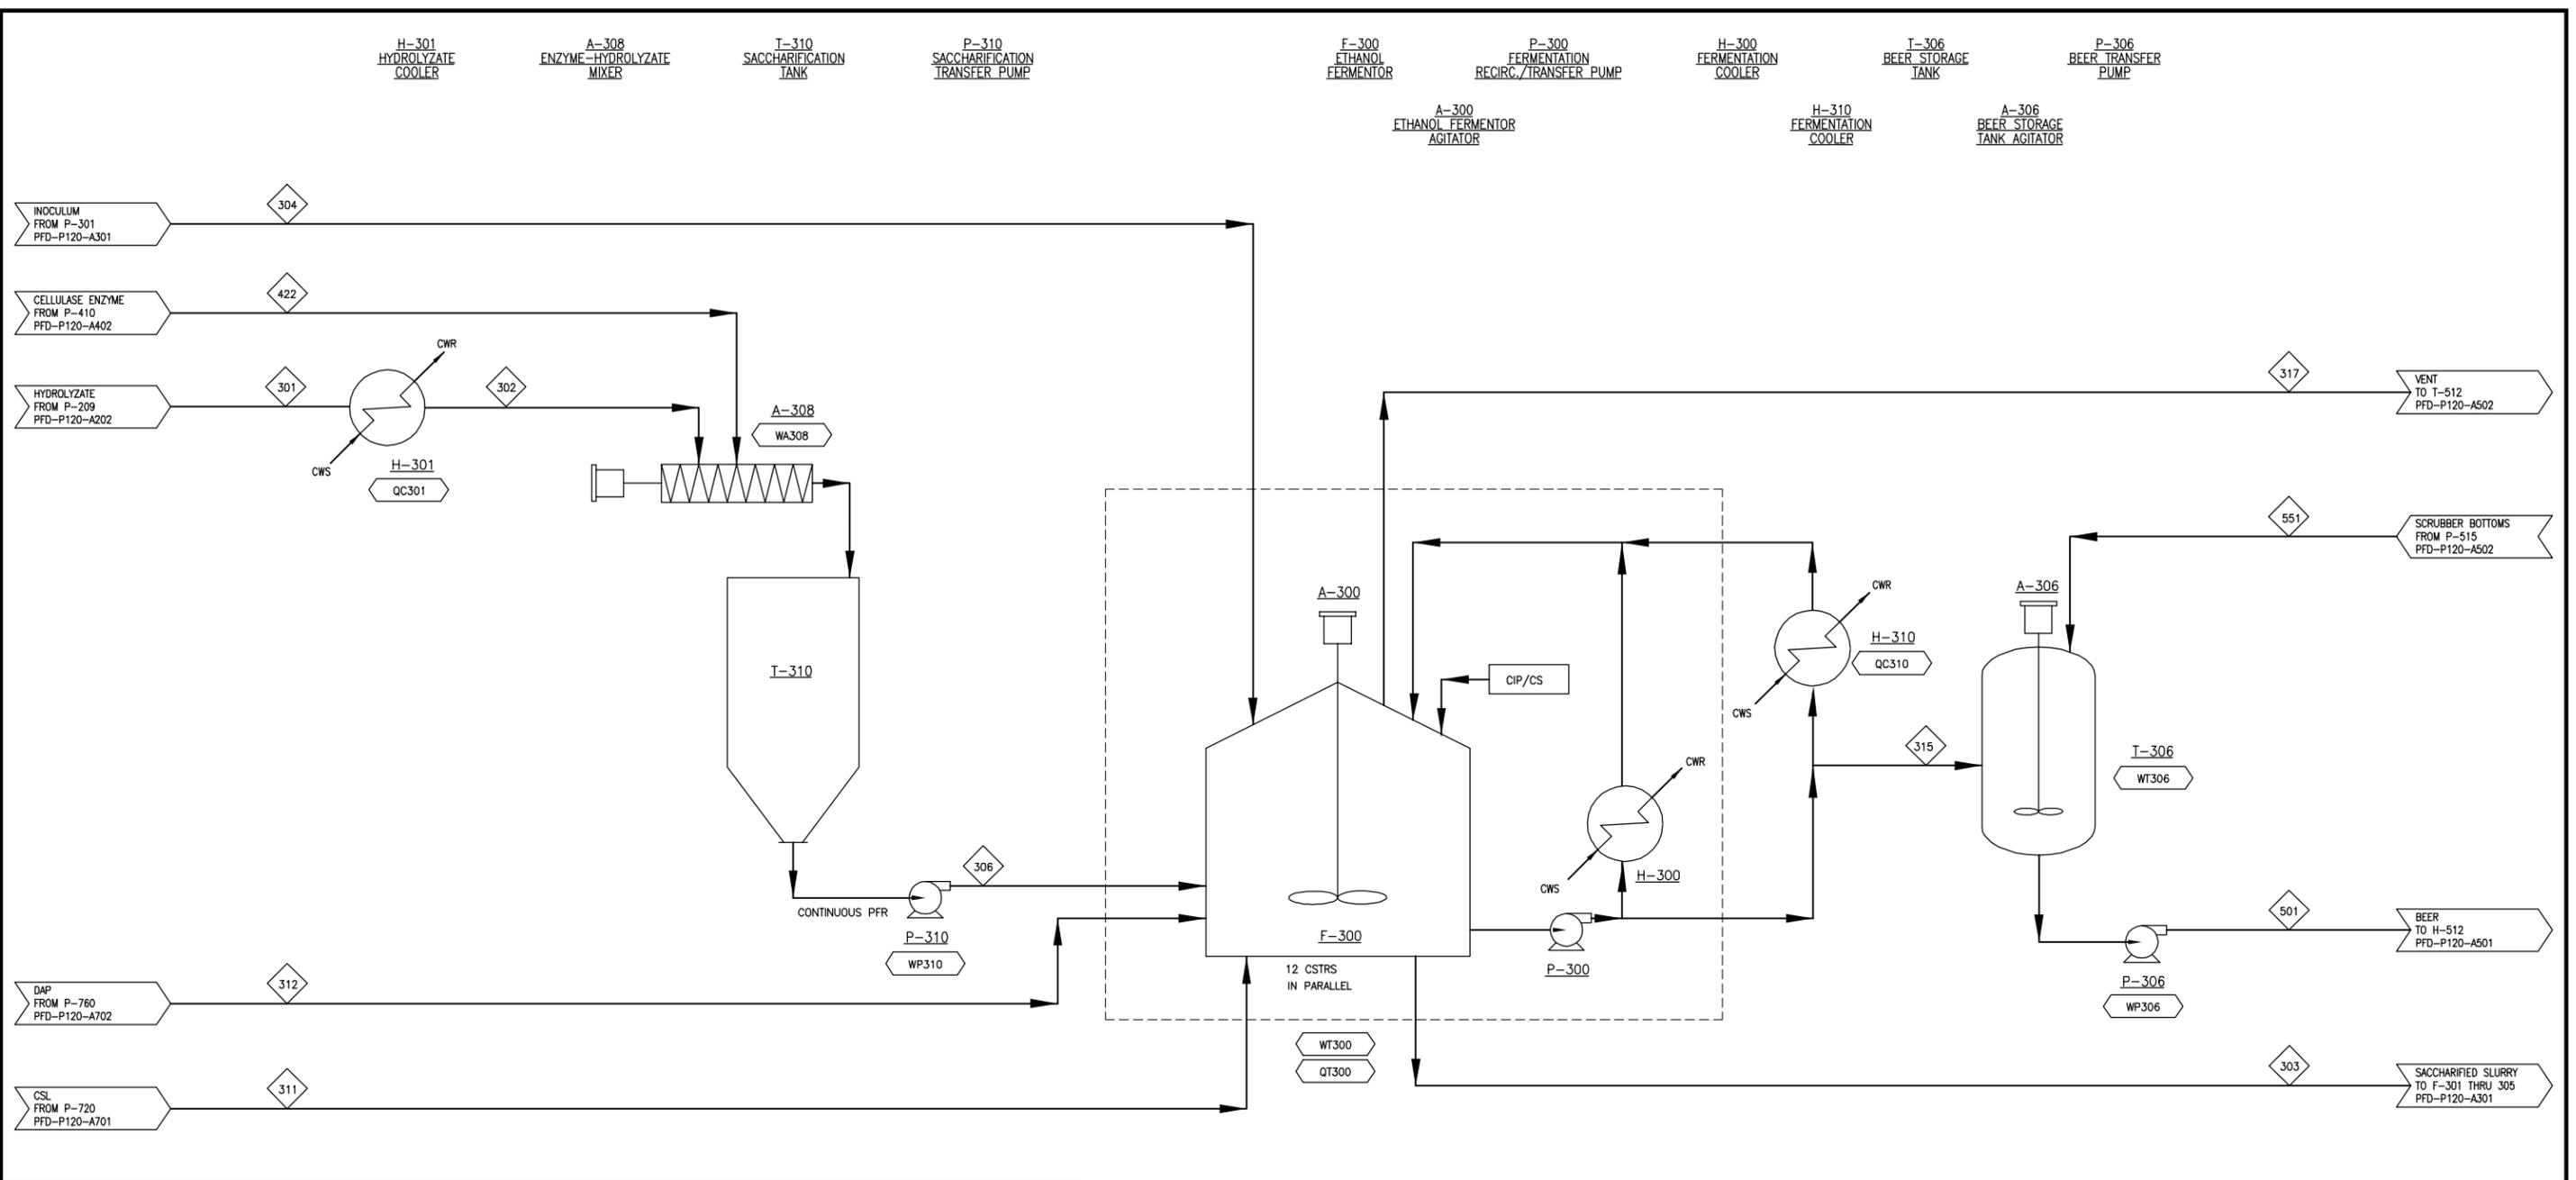 H-301
HYDROLYZATE
COOLER
A-308
ENZYME-HYDROLYZATE
MIXER
T-310
SACCHARIFICATION
TANK
P-310
SACCHARIFICATION
TRANSFER PUMP
F-300
ETHANOL
FERMENTOR
P-300
FERMENTATION
RECIRC./TRANSFER PUMP
H-300
FERMENTATION
COOLER
T-306
BEER STORAGE
TANK
P-306
BEER TRANSFER
PUMP
A-300
ETHANOL FERMENTOR
AGITATOR
H-310
FERMENTATION
COOLER
A-306
BEER STORAGE
TANK AGITATOR
INOCULUM
FROM P-301
PFD-P120-A301
304
CELLULASE ENZYME
FROM P-410
PFD-P120-A402
422
HYDROLYZATE
FROM P-209
PFD-P120-A202
301
CWR
CWS
H-301
QC301
302
A-308
WA308
T-310
CONTINUOUS PFR
P-310
WP310
306
DAP
FROM P-760
PFD-P120-A702
312
CSL
FROM P-720
PFD-P120-A701
311
A-300
CIP/CS
F-300
12 CSTRS
IN PARALLEL
WT300
QT300
P-300
CWR
CWS
H-300
CWR
CWS
H-310
QC310
315
A-306
T-306
WT306
P-306
WP306
317
VENT
TO T-512
PFD-P120-A502
551
SCRUBBER BOTTOMS
FROM P-515
PFD-P120-A502
501
BEER
TO H-512
PFD-P120-A501
303
SACCHARIFIED SLURRY
TO F-301 THRU 305
PFD-P120-A301